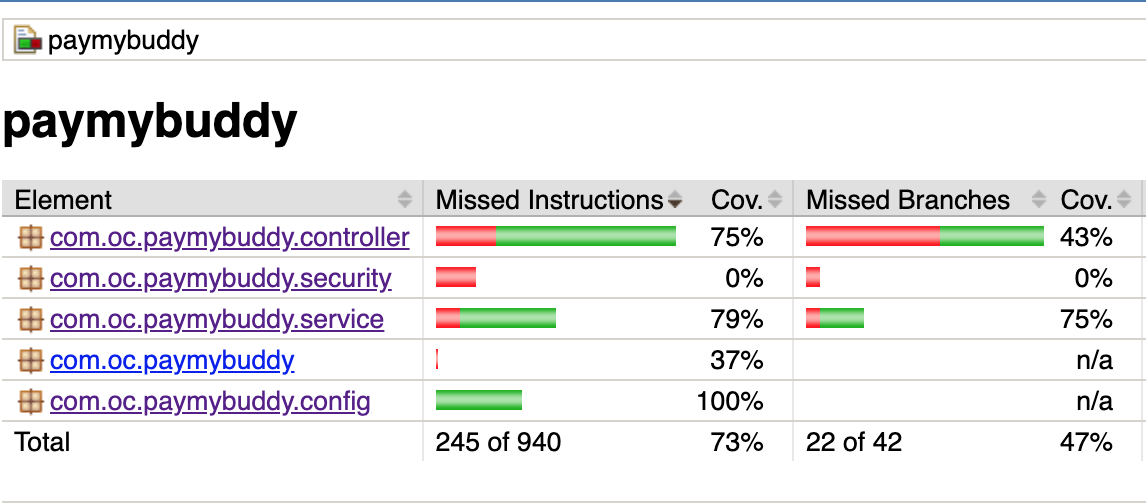 paymybuddy
paymybuddy
Element Missed Instructions Cov. Missed Branches Cov.
com.oc.paymybuddy.controller 75% 43%
com.oc.paymybuddy.security 0% 0%
com.oc.paymybuddy.service 79% 75%
com.oc.paymybuddy 37% n/a
com.oc.paymybuddy.config 100% n/a
Total 245 of 940 73% 22 of 42 47%